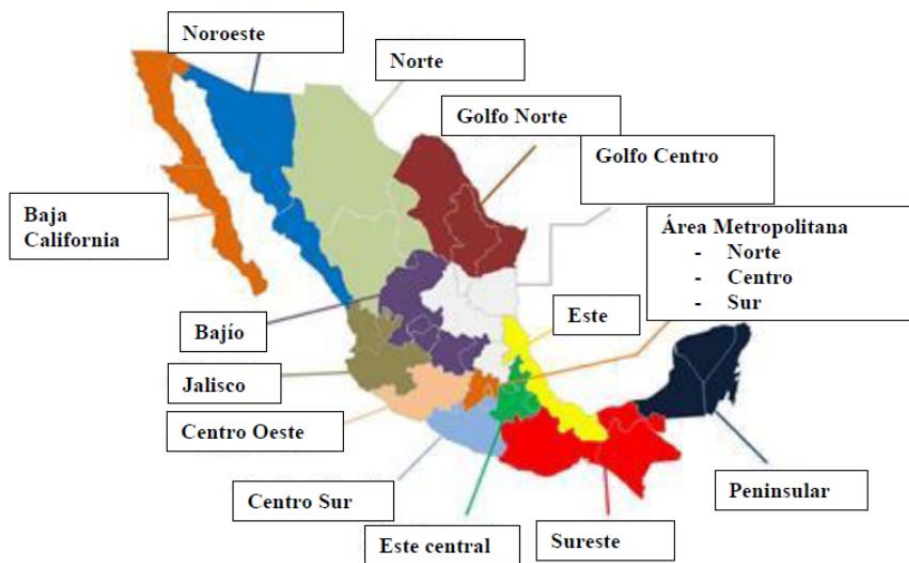 Noroeste
Norte
Golfo Norte
Golfo Centro
Baja
California
Área Metropolitana
- Norte
- Centro
- Sur
Este
Bajío
Jalisco
Centro Oeste
Centro Sur
Peninsular
Este central
Sureste